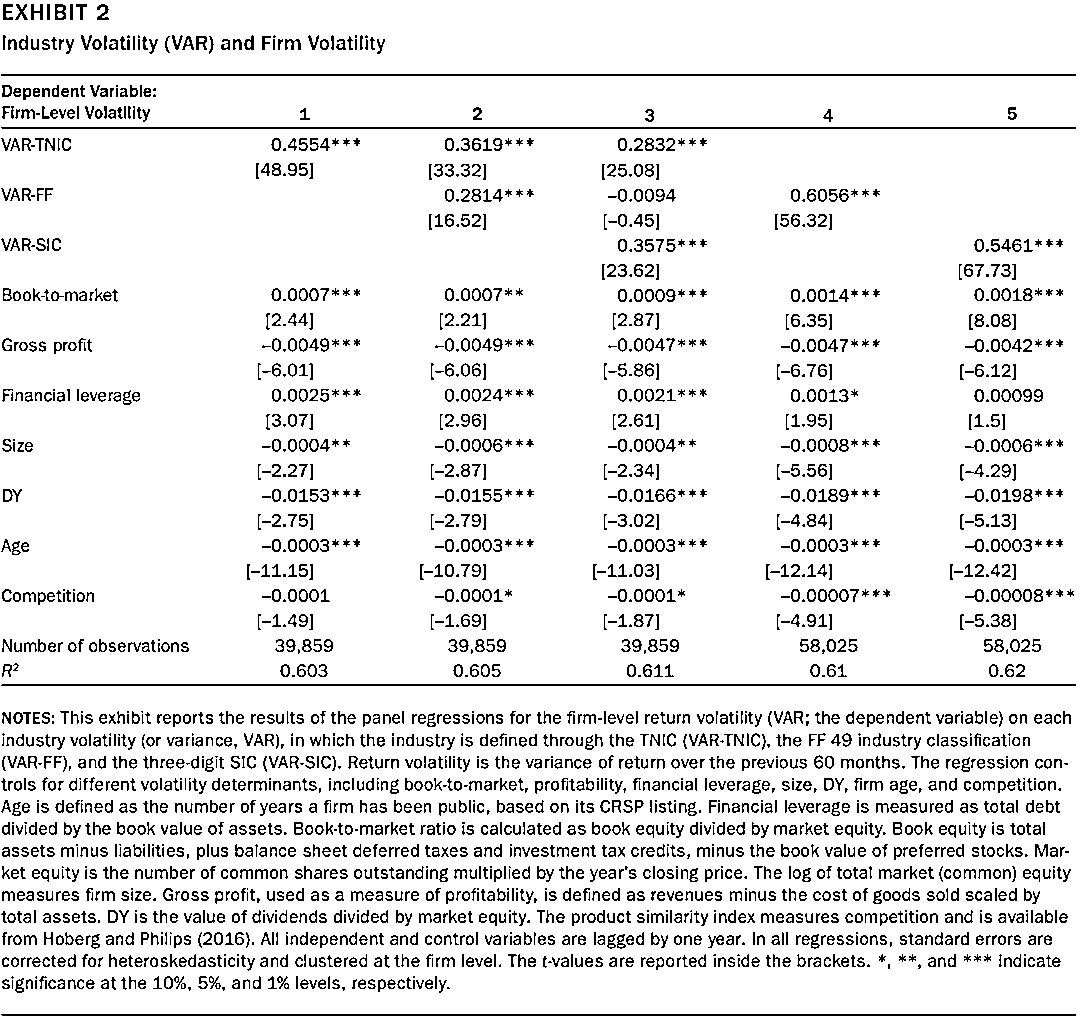 EXHIBIT 2
Industry Volatility (VAR) and Firm Volatility
Dependent Variable:
Firm-Level Volatility 1 2 3 4 5
VAR-TNIC 0.4554*** 0.3619*** 0.2832***
[48.95] [33.32] [25.08]
VAR-FF 0.2814*** –0.0094 0.6056***
[16.52] [–0.45] [56.32]
VAR-SIC 0.3575*** 0.5461***
[23.62] [67.73]
Book-to-market 0.0007*** 0.0007** 0.0009*** 0.0014*** 0.0018***
[2.44] [2.21] [2.87] [6.35] [8.08]
Gross profit –0.0049*** –0.0049*** –0.0047*** –0.0047*** –0.0042***
[–6.01] [–6.06] [–5.86] [–6.76] [–6.12]
Financial leverage 0.0025*** 0.0024*** 0.0021*** 0.0013* 0.00099
[3.07] [2.96] [2.61] [1.95] [1.5]
Size –0.0004** –0.0006*** –0.0004** –0.0008*** –0.0006***
[–2.27] [–2.87] [–2.34] [–5.56] [–4.29]
DY –0.0153*** –0.0155*** –0.0166*** –0.0189*** –0.0198***
[–2.75] [–2.79] [–3.02] [–4.84] [–5.13]
Age –0.0003*** –0.0003*** –0.0003*** –0.0003*** –0.0003***
[–11.15] [–10.79] [–11.03] [–12.14] [–12.42]
Competition –0.0001 –0.0001* –0.0001* –0.00007*** –0.00008***
[–1.49] [–1.69] [–1.87] [–4.91] [–5.38]
Number of observations 39,859 39,859 39,859 58,025 58,025
R² 0.603 0.605 0.611 0.61 0.62
NOTES: This exhibit reports the results of the panel regressions for the firm-level return volatility (VAR; the dependent variable) on each
industry volatility (or variance, VAR), in which the industry is defined through the TNIC (VAR-TNIC), the FF 49 industry classification
(VAR-FF), and the three-digit SIC (VAR-SIC). Return volatility is the variance of return over the previous 60 months. The regression con-
trols for different volatility determinants, including book-to-market, profitability, financial leverage, size, DY, firm age, and competition.
Age is defined as the number of years a firm has been public, based on its CRSP listing. Financial leverage is measured as total debt
divided by the book value of assets. Book-to-market ratio is calculated as book equity divided by market equity. Book equity is total
assets minus liabilities, plus balance sheet deferred taxes and investment tax credits, minus the book value of preferred stocks. Mar-
ket equity is the number of common shares outstanding multiplied by the year's closing price. The log of total market (common) equity
measures firm size. Gross profit, used as a measure of profitability, is defined as revenues minus the cost of goods sold scaled by
total assets. DY is the value of dividends divided by market equity. The product similarity index measures competition and is available
from Hoberg and Philips (2016). All independent and control variables are lagged by one year. In all regressions, standard errors are
corrected for heteroskedasticity and clustered at the firm level. The t-values are reported inside the brackets. *, **, and *** indicate
significance at the 10%, 5%, and 1% levels, respectively.